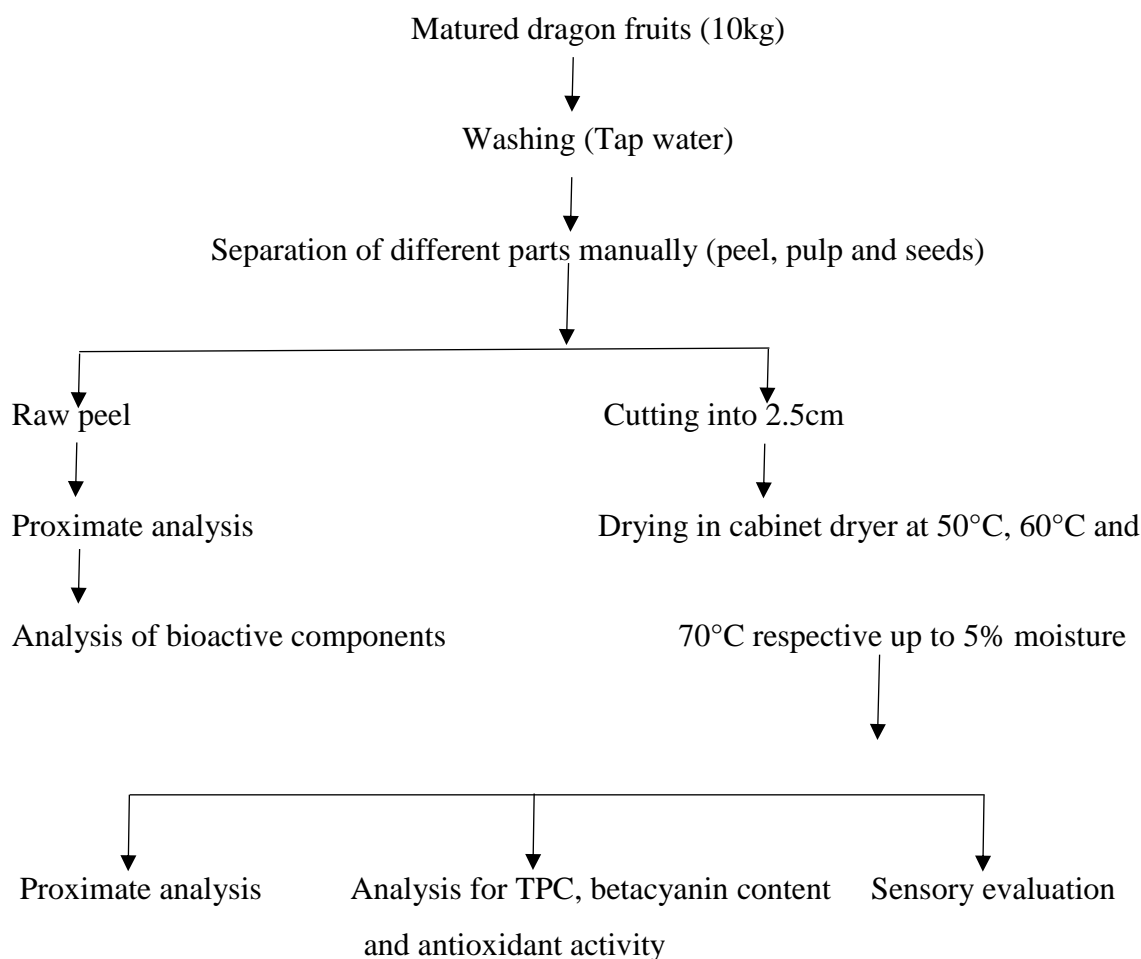 Matured dragon fruits (10kg)
Washing (Tap water)
Separation of different parts manually (peel, pulp and seeds)
Raw peel
Cutting into 2.5cm
Proximate analysis
Drying in cabinet dryer at 50°C, 60°C and
Analysis of bioactive components
70°C respective up to 5% moisture
Proximate analysis
Analysis for TPC, betacyanin content
and antioxidant activity
Sensory evaluation